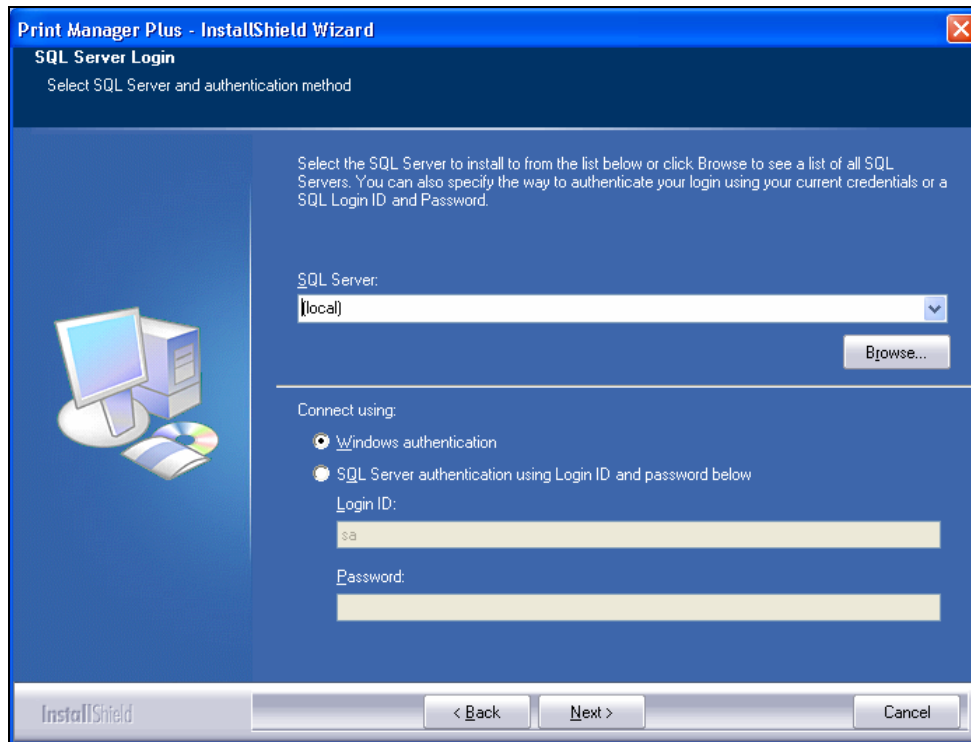 Print Manager Plus - InstallShield Wizard
SQL Server Login
Select SQL Server and authentication method
Select the SQL Server to install to from the list below or click Browse to see a list of all SQL
Servers. You can also specify the way to authenticate your login using your current credentials or a
SQL Login ID and Password.
SQL Server:
(local)
Browse...
Connect using:
Windows authentication
SQL Server authentication using Login ID and password below
Login ID:
sa
Password:
InstallShield
< Back
Next >
Cancel